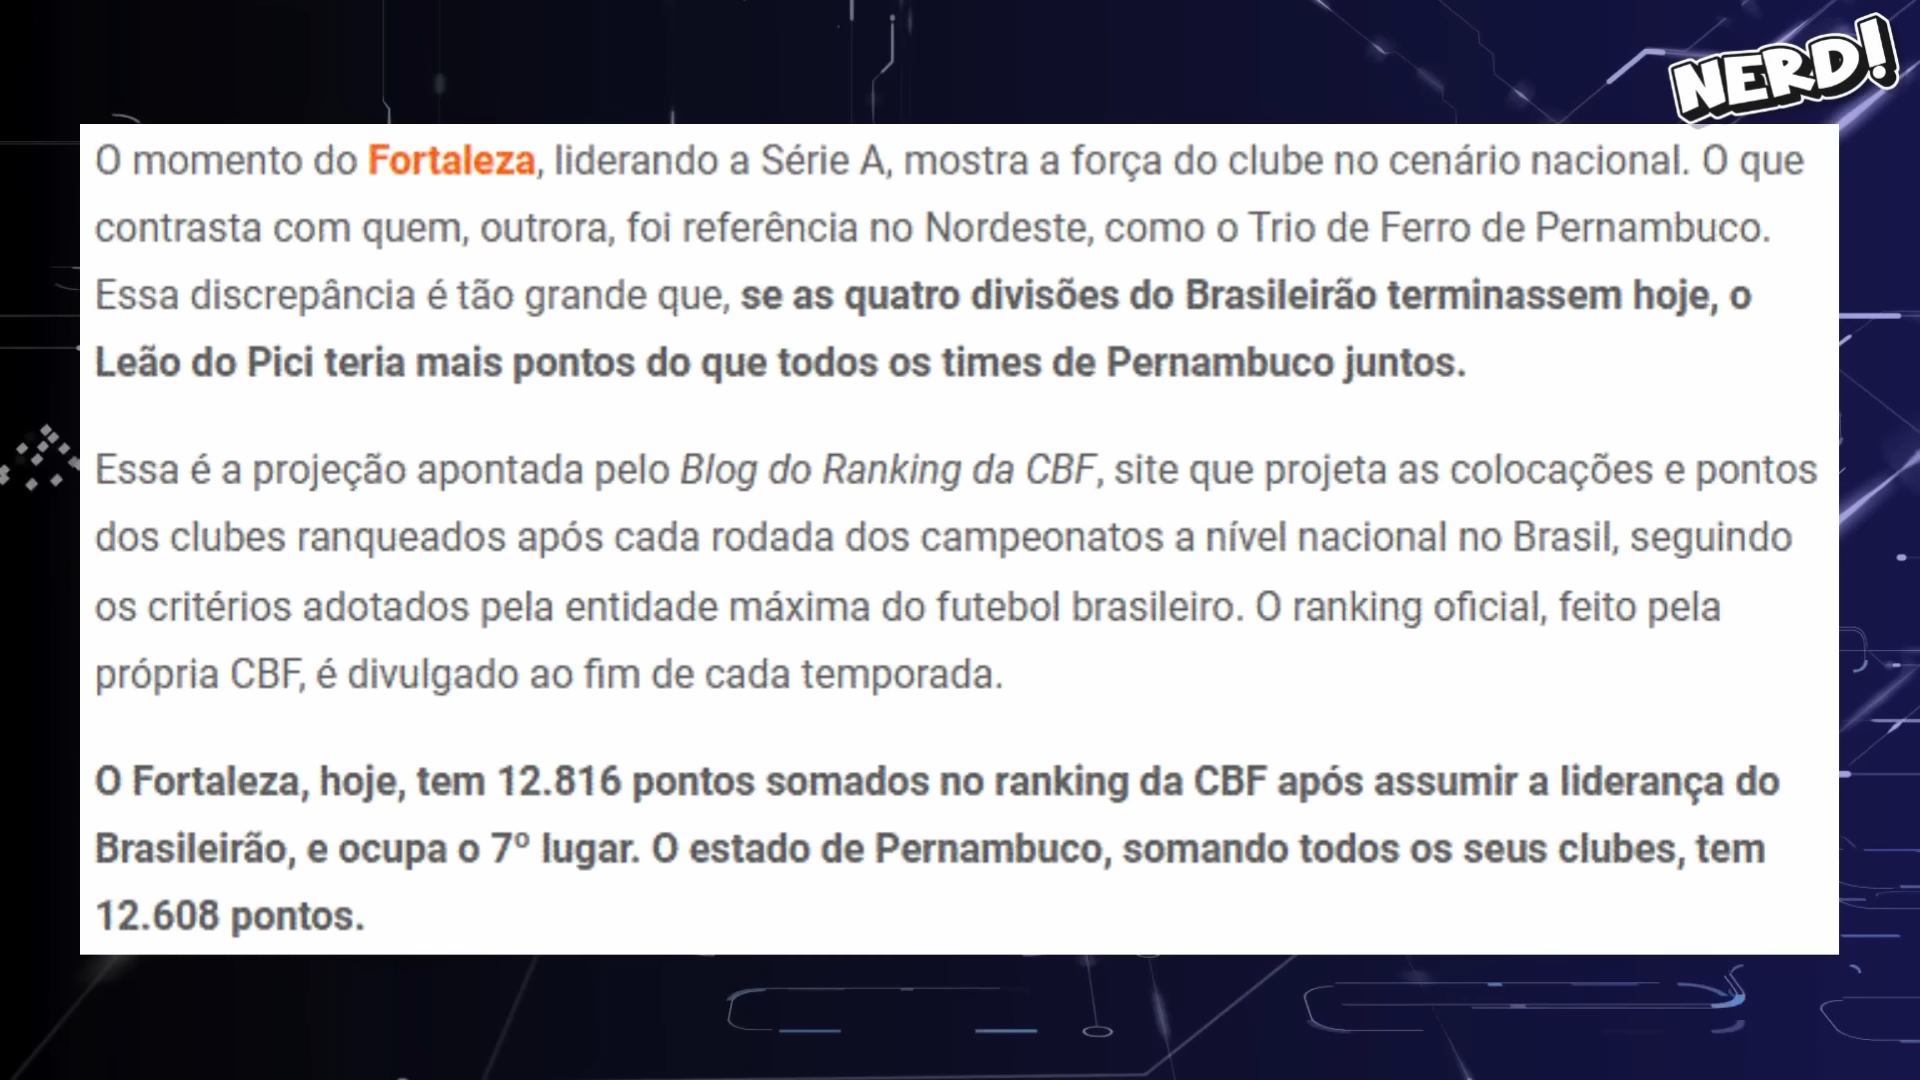 NERD!
O momento do Fortaleza, liderando a Série A, mostra a força do clube no cenário nacional. O que
contrasta com quem, outrora, foi referência no Nordeste, como o Trio de Ferro de Pernambuco.
Essa discrepância é tão grande que, se as quatro divisões do Brasileirão terminassem hoje, o
Leão do Pici teria mais pontos do que todos os times de Pernambuco juntos.
Essa é a projeção apontada pelo Blog do Ranking da CBF, site que projeta as colocações e pontos
dos clubes ranqueados após cada rodada dos campeonatos a nível nacional no Brasil, seguindo
os critérios adotados pela entidade máxima do futebol brasileiro. O ranking oficial, feito pela
própria CBF, é divulgado ao fim de cada temporada.
O Fortaleza, hoje, tem 12.816 pontos somados no ranking da CBF após assumir a liderança do
Brasileirão, e ocupa o 7º lugar. O estado de Pernambuco, somando todos os seus clubes, tem
12.608 pontos.